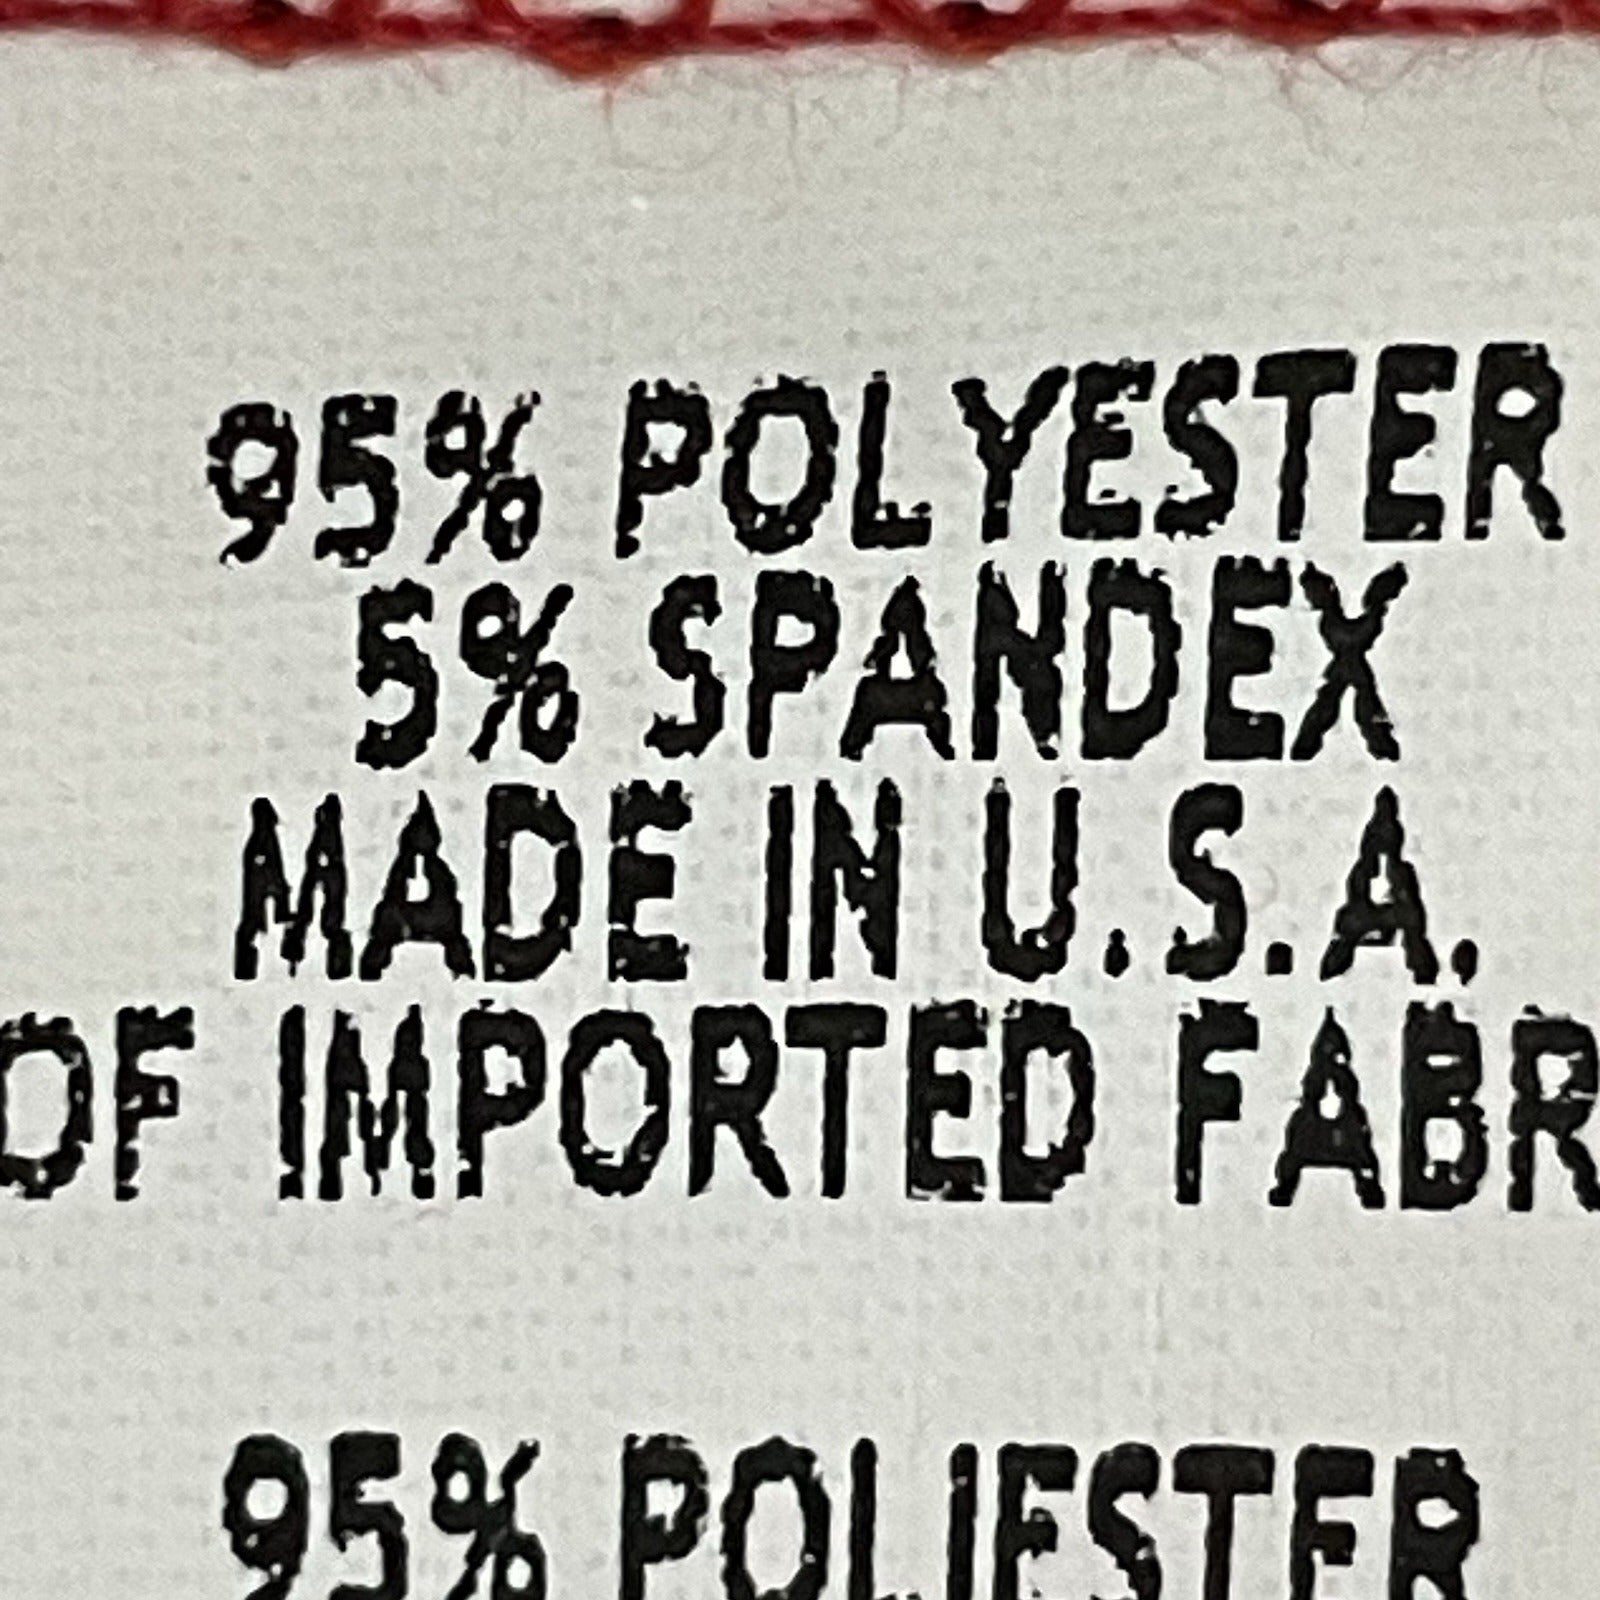 95% POLYESTER
5% SPANDEX
MADE IN U.S.A.
OF IMPORTED FABR
95% POLIESTER